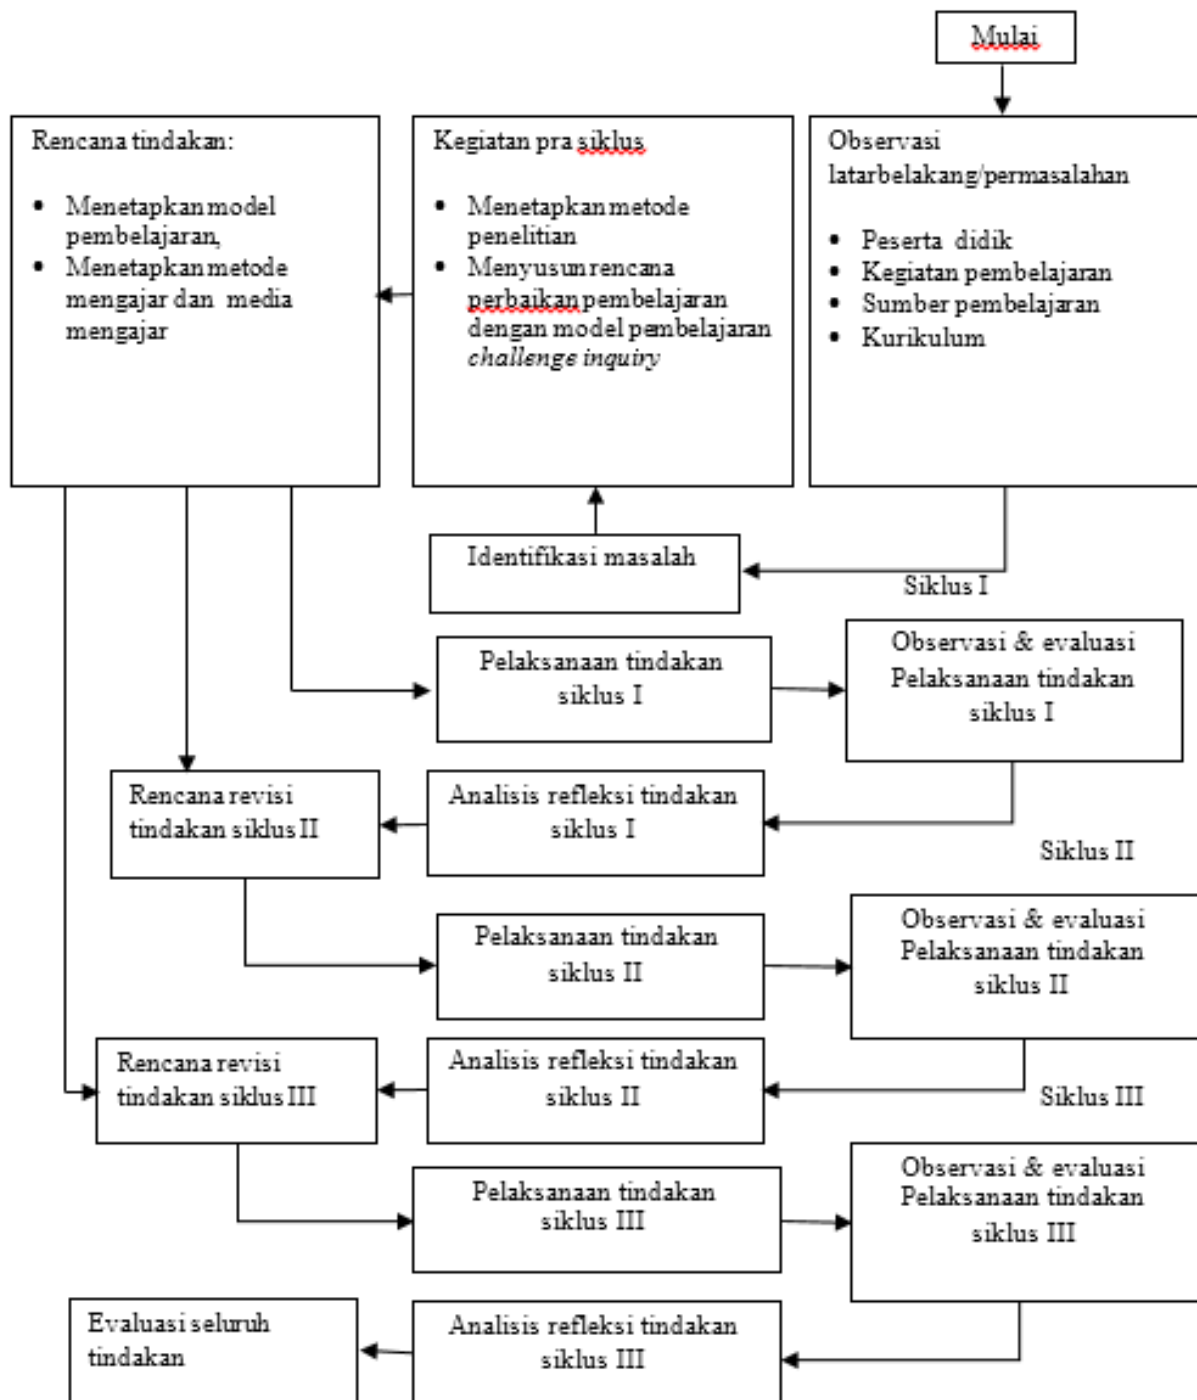 Mulai
Rencana tindakan:
• Menetapkan model
pembelajaran,
• Menetapkan metode
mengajar dan media
mengajar
Kegiatan pra siklus
• Menetapkan metode
penelitian
• Menyusun rencana
perbaikan pembelajaran
dengan model pembelajaran
challenge inquiry
Observasi
latarbelakang/permasalahan
• Peserta didik
• Kegiatan pembelajaran
• Sumber pembelajaran
• Kurikulum
Identifikasi masalah
Siklus I
Pelaksanaan tindakan
siklus I
Observasi & evaluasi
Pelaksanaan tindakan
siklus I
Rencana revisi
tindakan siklus II
Analisis refleksi tindakan
siklus I
Siklus II
Pelaksanaan tindakan
siklus II
Observasi & evaluasi
Pelaksanaan tindakan
siklus II
Rencana revisi
tindakan siklus III
Analisis refleksi tindakan
siklus II
Siklus III
Pelaksanaan tindakan
siklus III
Observasi & evaluasi
Pelaksanaan tindakan
siklus III
Evaluasi seluruh
tindakan
Analisis refleksi tindakan
siklus III